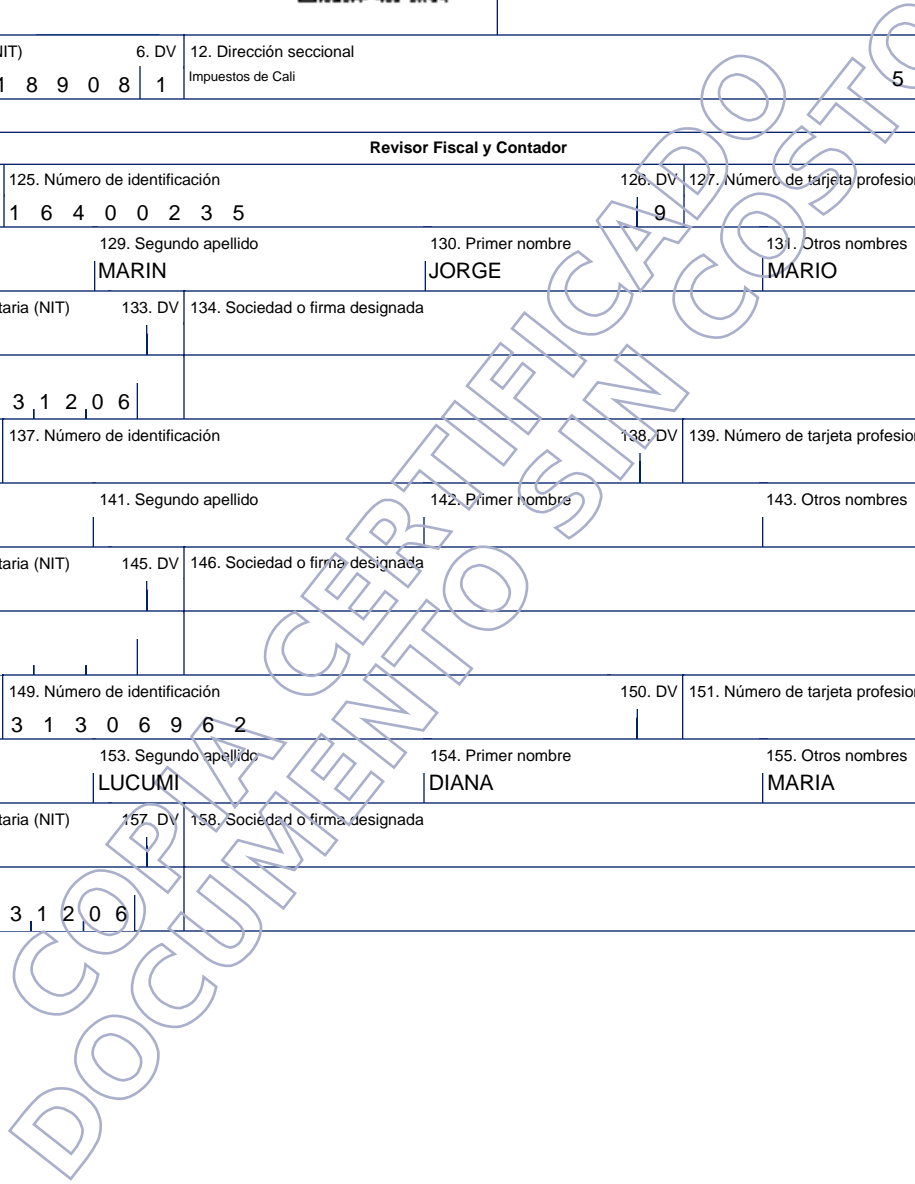 IT) 6. DV 12. Dirección seccional
1 8 9 0 8 1 Impuestos de Cali 5
Revisor Fiscal y Contador
125. Número de identificación 126. DV 127. Número de tarjeta profesion
1 6 4 0 0 2 3 5 9
129. Segundo apellido 130. Primer nombre 131. Otros nombres
MARIN JORGE MARIO
taria (NIT) 133. DV 134. Sociedad o firma designada
3 1 2 0 6
137. Número de identificación 138. DV 139. Número de tarjeta profesion
141. Segundo apellido 142. Primer nombre 143. Otros nombres
taria (NIT) 145. DV 146. Sociedad o firma designada
149. Número de identificación 150. DV 151. Número de tarjeta profesion
3 1 3 0 6 9 6 2
153. Segundo apellido 154. Primer nombre 155. Otros nombres
LUCUMI DIANA MARIA
taria (NIT) 157. DV 158. Sociedad o firma designada
3 1 2 0 6
COPIA CERTIFICADO
DOCUMENTO SIN COSTO